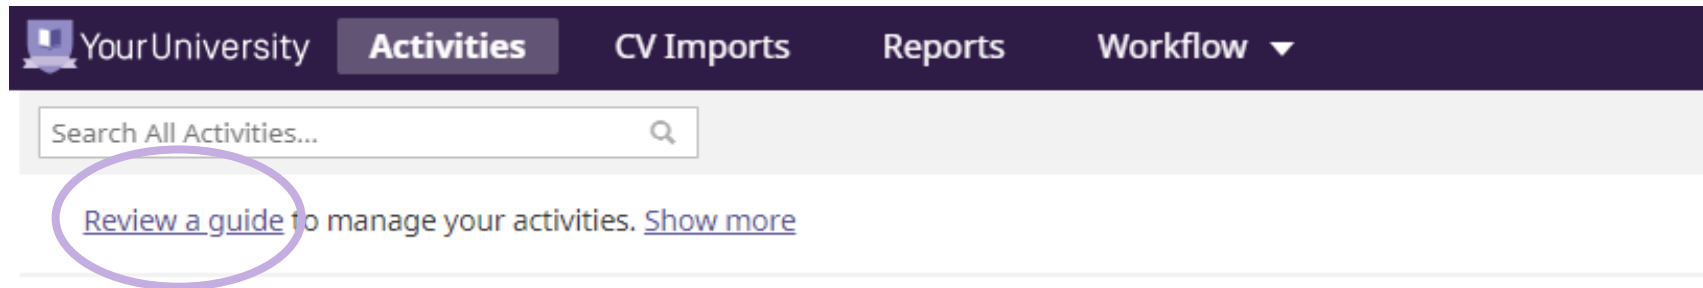 YourUniversity Activities CV Imports Reports Workflow
Search All Activities...
Review a guide to manage your activities. Show more